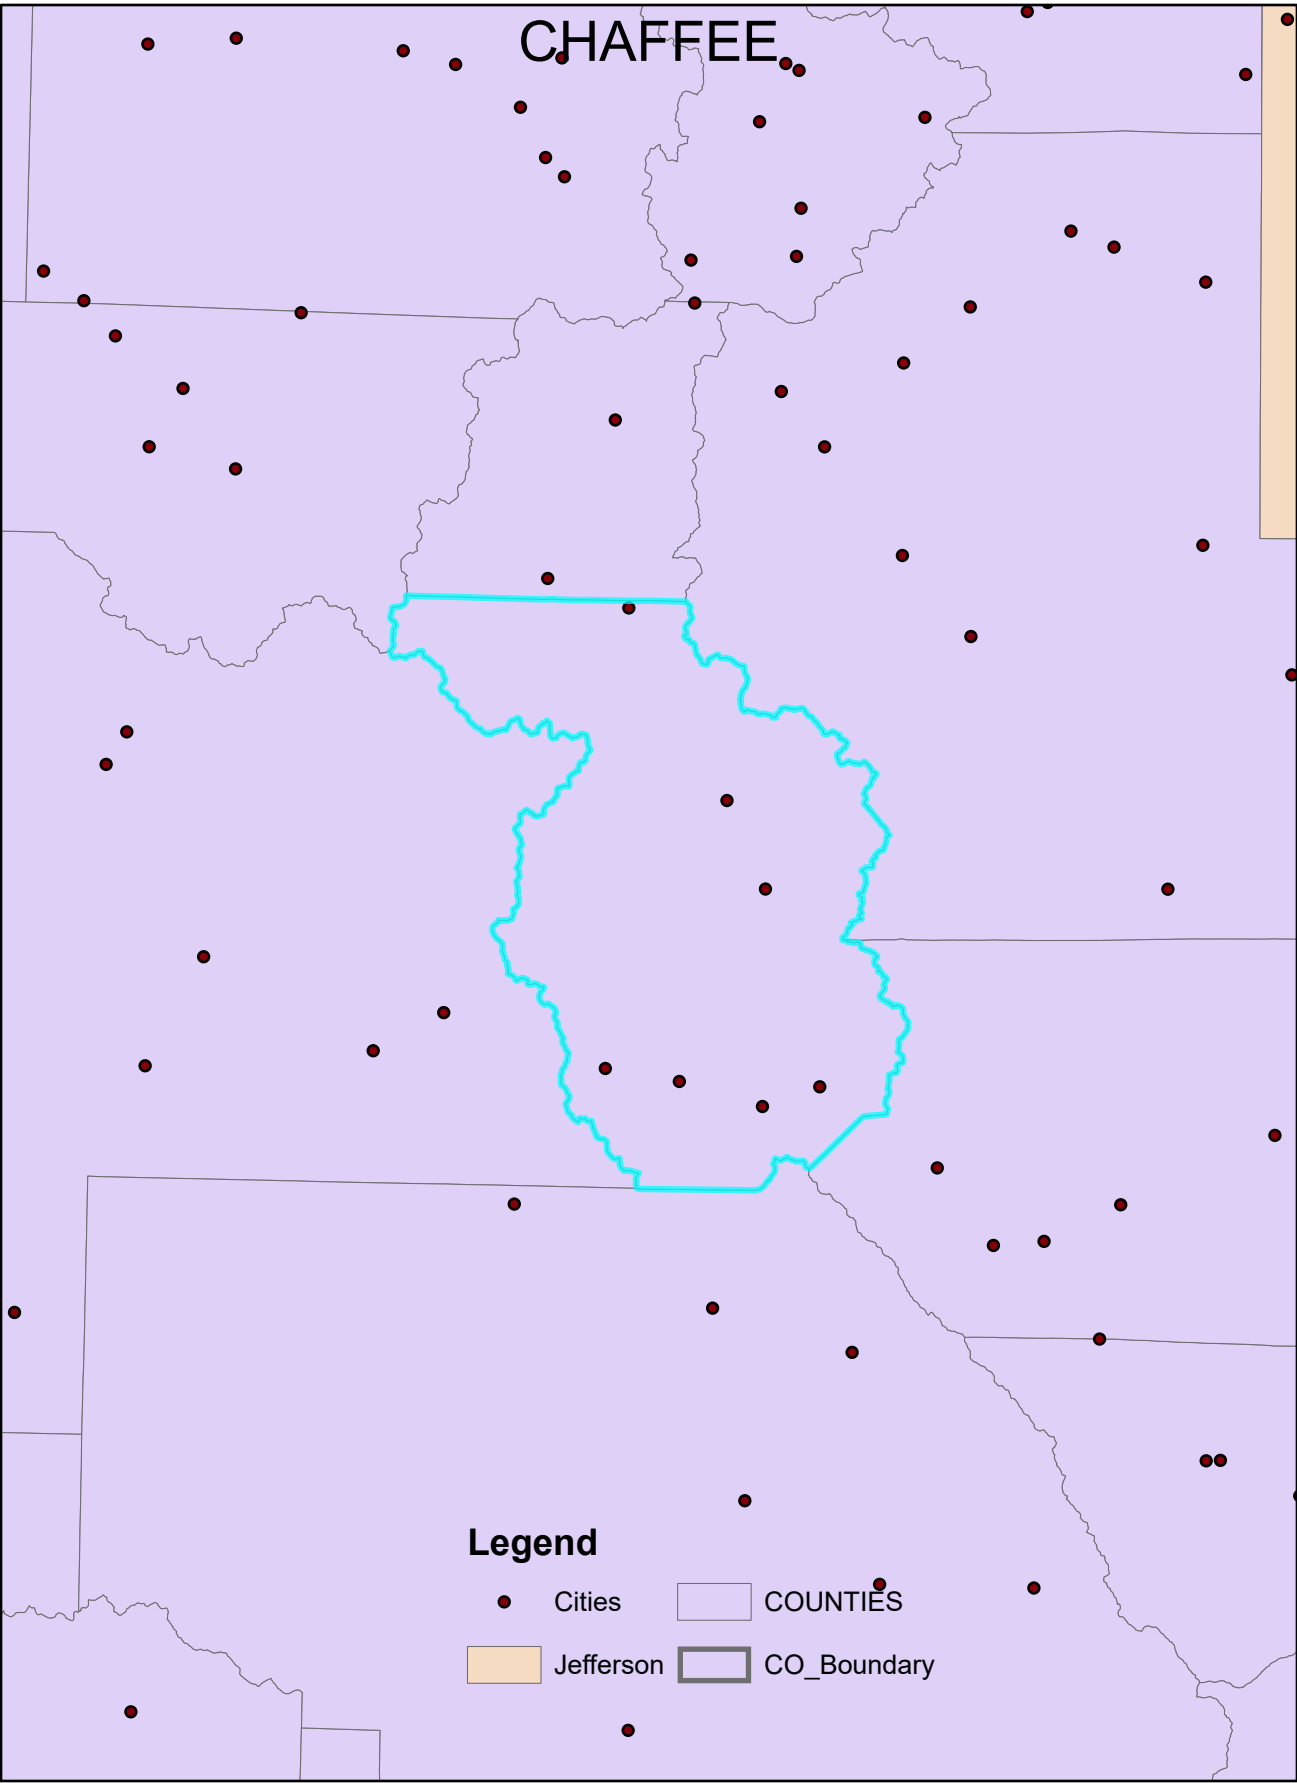 CHAFFEE
Legend
Cities
COUNTIES
Jefferson
CO_Boundary